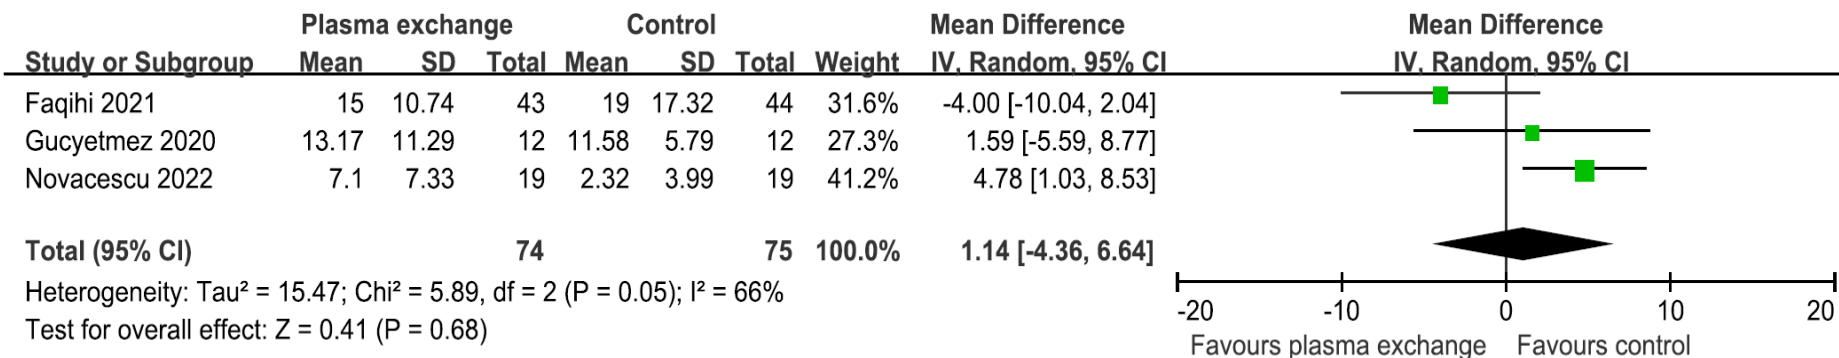 Plasma exchange Control Mean Difference Mean Difference
Study or Subgroup Mean SD Total Mean SD Total Weight IV, Random, 95% CI IV, Random, 95% CI
Faqihi 2021 15 10.74 43 19 17.32 44 31.6% -4.00 [-10.04, 2.04]
Gucyetmez 2020 13.17 11.29 12 11.58 5.79 12 27.3% 1.59 [-5.59, 8.77]
Novacescu 2022 7.1 7.33 19 2.32 3.99 19 41.2% 4.78 [1.03, 8.53]
Total (95% CI) 74 75 100.0% 1.14 [-4.36, 6.64]
Heterogeneity: Tau² = 15.47; Chi² = 5.89, df = 2 (P = 0.05); I² = 66%
Test for overall effect: Z = 0.41 (P = 0.68)
-20 -10 0 10 20
Favours plasma exchange Favours control